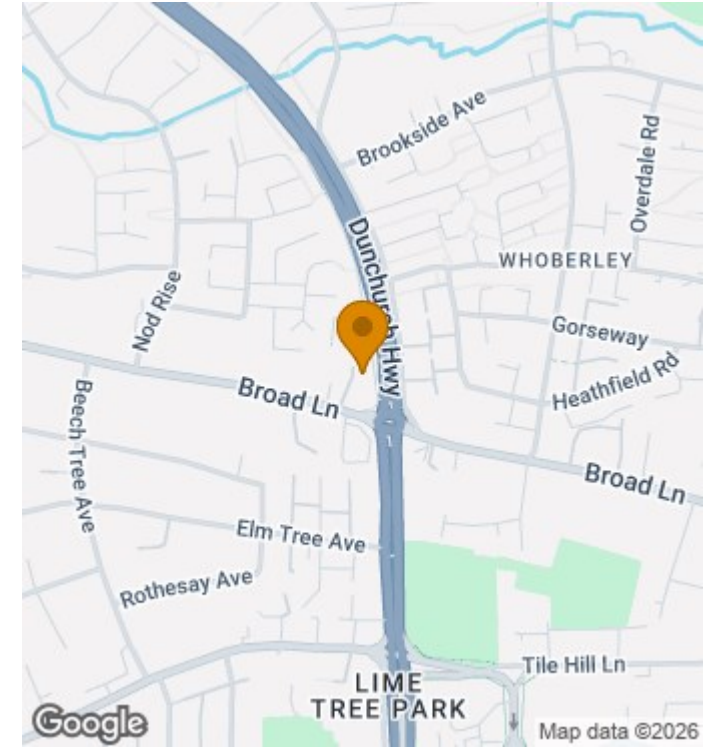 Brookside Ave
Overdale Rd
Dunchurch Hwy
WHOBERLEY
Nod Rise
Gorseway
Heathfield Rd
Broad Ln
Beech Tree Ave
Broad Ln
Elm Tree Ave
Rothesay Ave
Tile Hill Ln
LIME
TREE PARK
Google
Map data ©2026